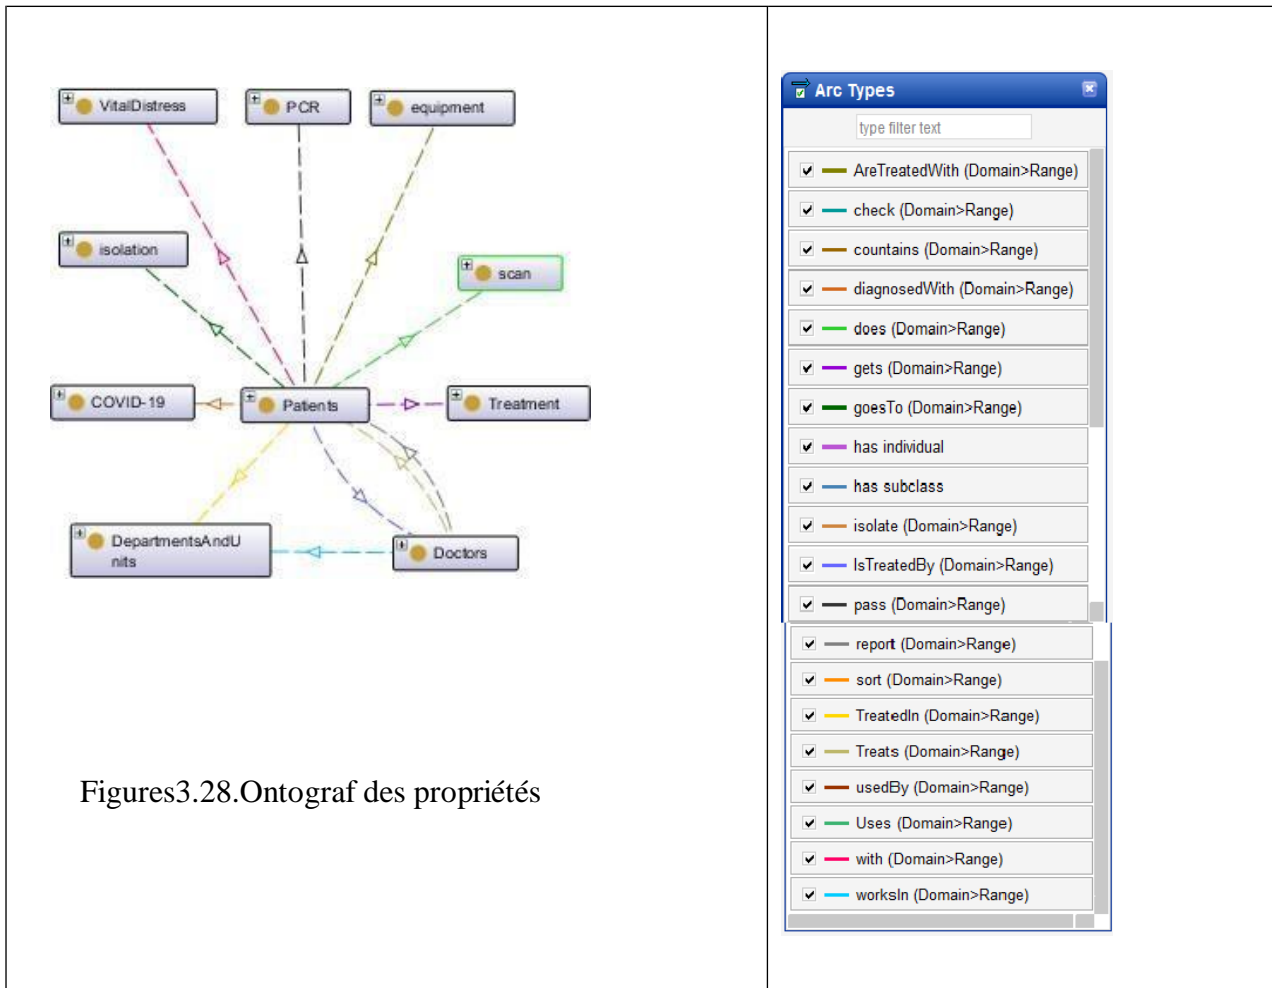 VitalDistress
PCR
equipment
isolation
scan
COVID-19
Patients
Treatment
DepartmentsAndU
nits
Doctors
Figures3.28.Ontograf des propriétés
Arc Types
type filter text
AreTreatedWith (Domain>Range)
check (Domain>Range)
countains (Domain>Range)
diagnosedWith (Domain>Range)
does (Domain>Range)
gets (Domain>Range)
goesTo (Domain>Range)
has individual
has subclass
isolate (Domain>Range)
IsTreatedBy (Domain>Range)
pass (Domain>Range)
report (Domain>Range)
sort (Domain>Range)
TreatedIn (Domain>Range)
Treats (Domain>Range)
usedBy (Domain>Range)
Uses (Domain>Range)
with (Domain>Range)
worksIn (Domain>Range)